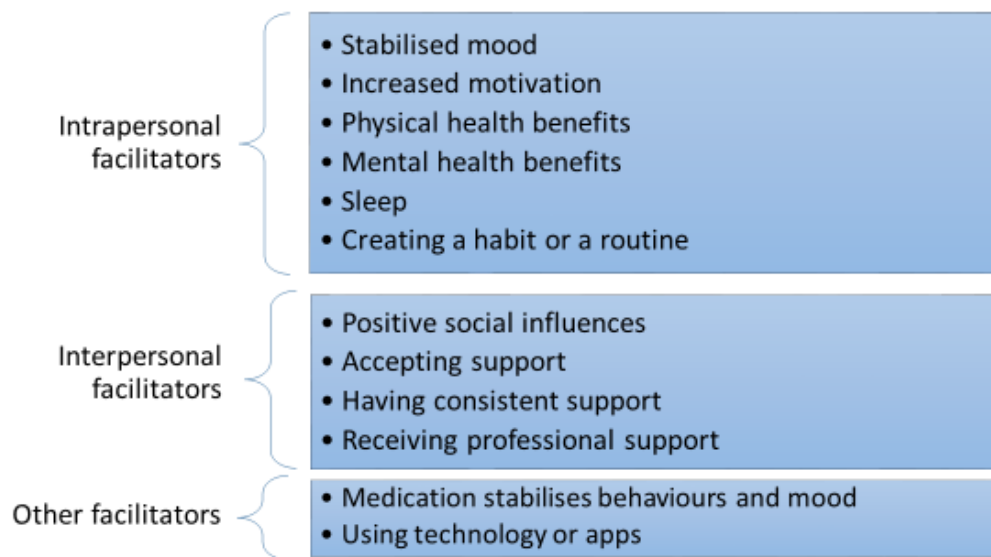 Intrapersonal
facilitators
• Stabilised mood
• Increased motivation
• Physical health benefits
• Mental health benefits
• Sleep
• Creating a habit or a routine
Interpersonal
facilitators
• Positive social influences
• Accepting support
• Having consistent support
• Receiving professional support
Other facilitators
• Medication stabilises behaviours and mood
• Using technology or apps